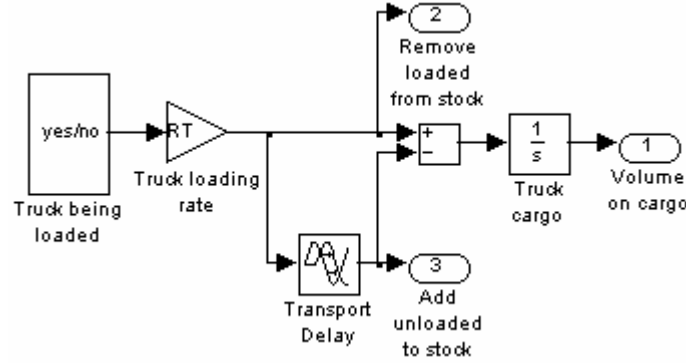 2
Remove
loaded
from stock
yes/no
RT
+
−
1
s
1
Truck being
loaded
Truck loading
rate
Truck
cargo
Volume
on cargo
Transport
Delay
3
Add
unloaded
to stock